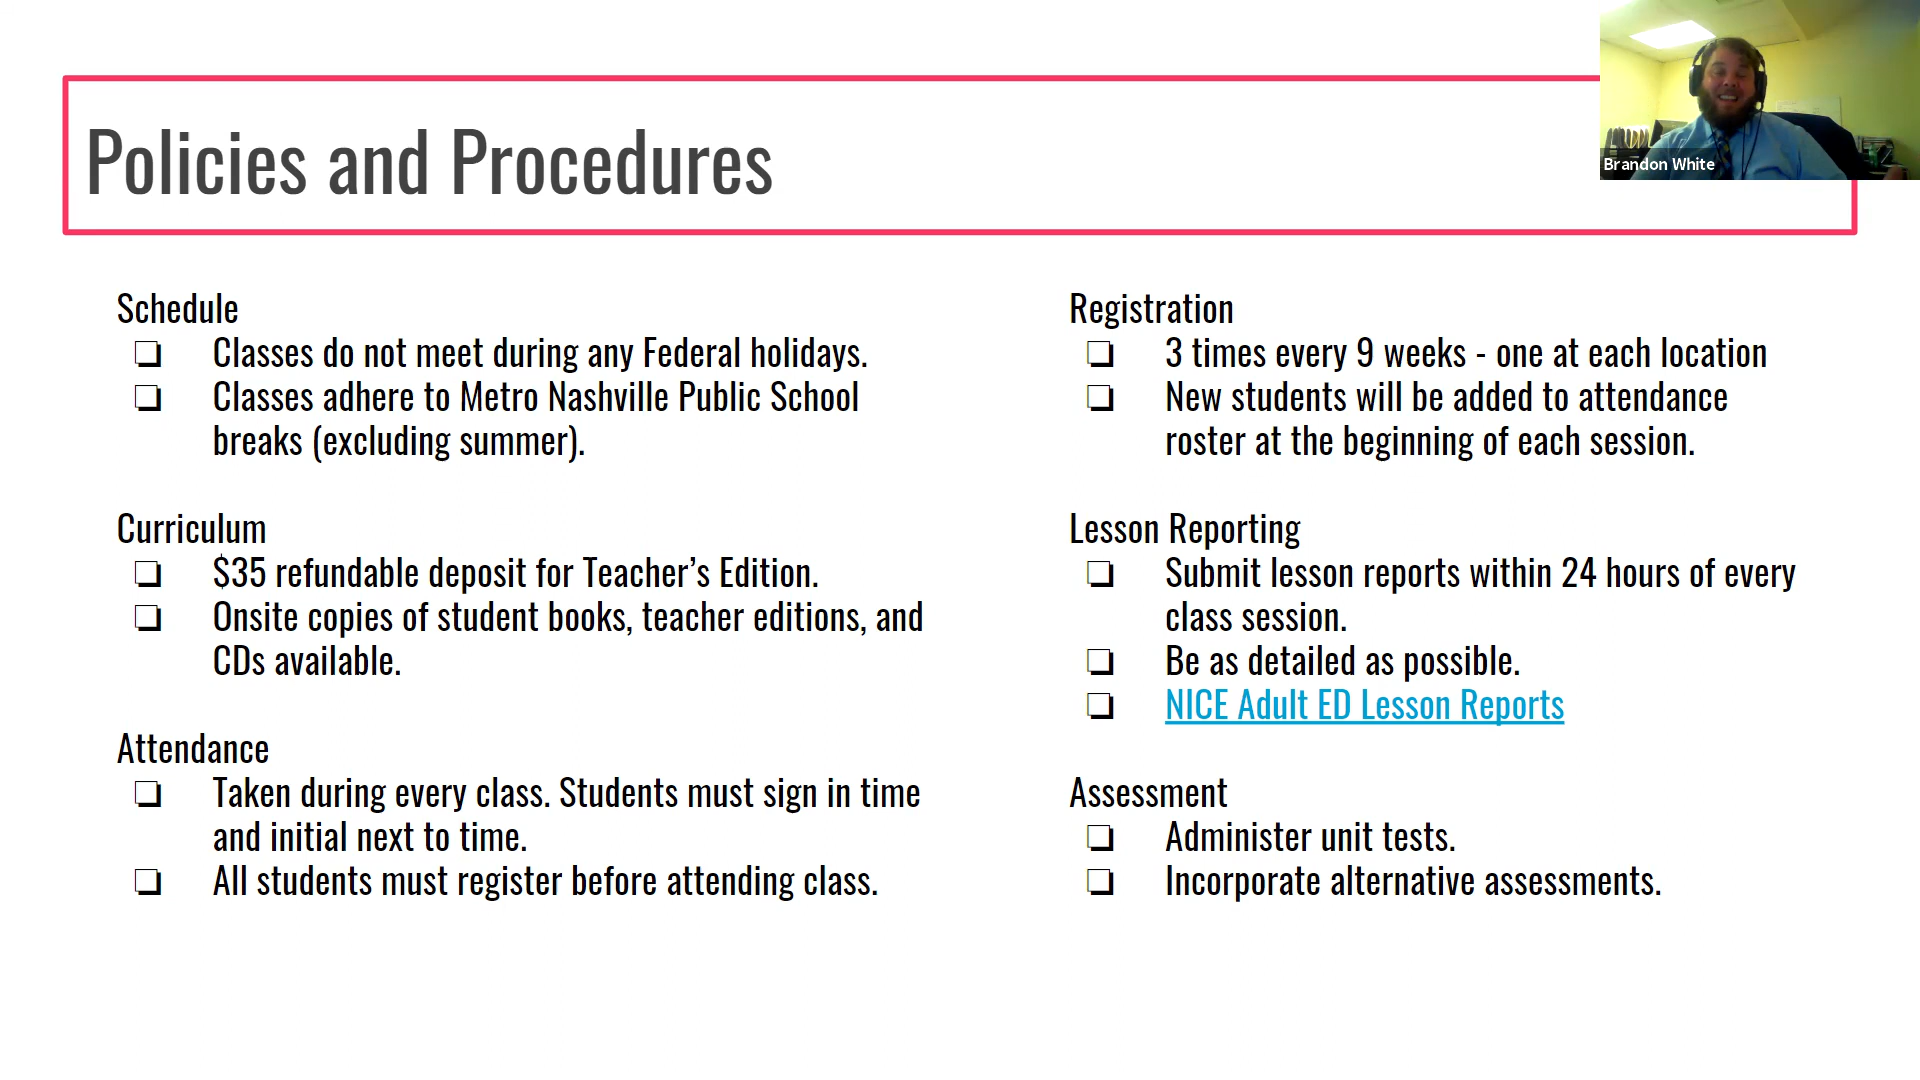 Policies and Procedures
Brandon White
Schedule
❏ Classes do not meet during any Federal holidays.
❏ Classes adhere to Metro Nashville Public School
breaks (excluding summer).
Curriculum
❏ $35 refundable deposit for Teacher’s Edition.
❏ Onsite copies of student books, teacher editions, and
CDs available.
Attendance
❏ Taken during every class. Students must sign in time
and initial next to time.
❏ All students must register before attending class.
Registration
❏ 3 times every 9 weeks - one at each location
❏ New students will be added to attendance
roster at the beginning of each session.
Lesson Reporting
❏ Submit lesson reports within 24 hours of every
class session.
❏ Be as detailed as possible.
❏ NICE Adult ED Lesson Reports
Assessment
❏ Administer unit tests.
❏ Incorporate alternative assessments.